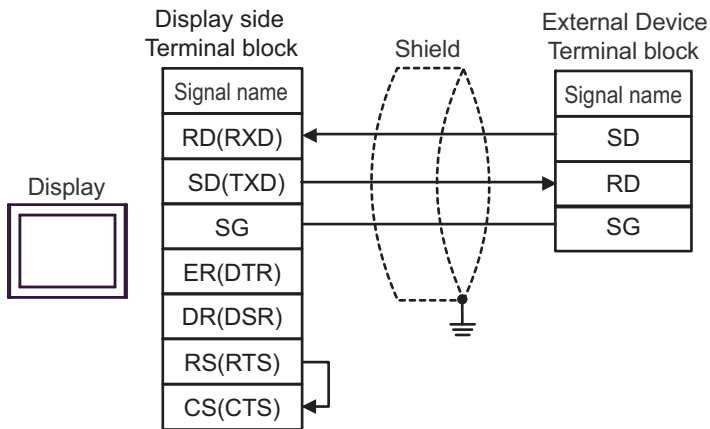 Display side
Terminal block
Shield
External Device
Terminal block
Signal name
RD(RXD)
SD(TXD)
SG
ER(DTR)
DR(DSR)
RS(RTS)
CS(CTS)
Display
Signal name
SD
RD
SG